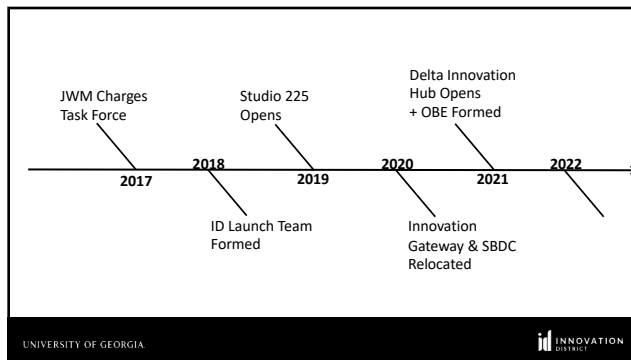 JWM Charges
Task Force
Studio 225
Opens
Delta Innovation
Hub Opens
+ OBE Formed
2017
2018
2019
2020
2021
2022
ID Launch Team
Formed
Innovation
Gateway & SBDC
Relocated
UNIVERSITY OF GEORGIA
id INNOVATION
DISTRICT